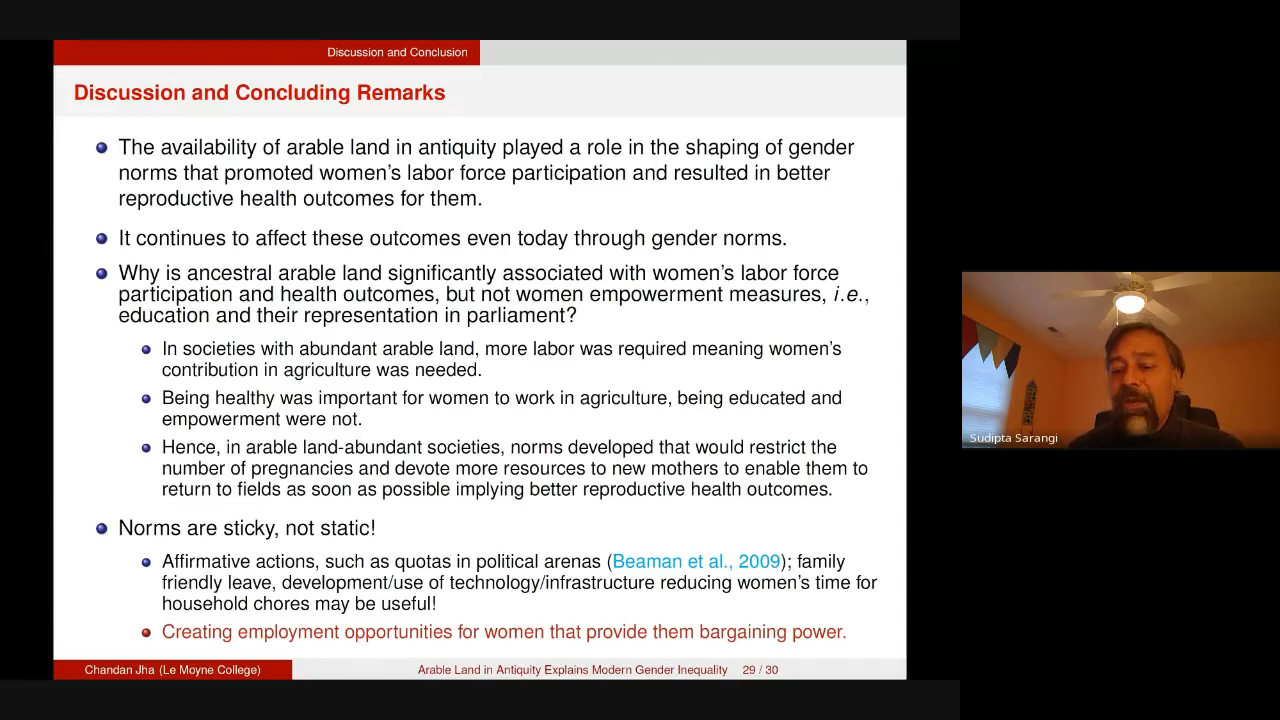 Discussion and Conclusion
Discussion and Concluding Remarks
The availability of arable land in antiquity played a role in the shaping of gender
norms that promoted women's labor force participation and resulted in better
reproductive health outcomes for them.
It continues to affect these outcomes even today through gender norms.
Why is ancestral arable land significantly associated with women's labor force
participation and health outcomes, but not women empowerment measures, i.e.,
education and their representation in parliament?
In societies with abundant arable land, more labor was required meaning women's
contribution in agriculture was needed.
Being healthy was important for women to work in agriculture, being educated and
empowerment were not.
Hence, in arable land-abundant societies, norms developed that would restrict the
number of pregnancies and devote more resources to new mothers to enable them to
return to fields as soon as possible implying better reproductive health outcomes.
Norms are sticky, not static!
Affirmative actions, such as quotas in political arenas (Beaman et al., 2009); family
friendly leave, development/use of technology/infrastructure reducing women's time for
household chores may be useful!
Creating employment opportunities for women that provide them bargaining power.
Chandan Jha (Le Moyne College)
Arable Land in Antiquity Explains Modern Gender Inequality
29 / 30
Sudipta Sarangi